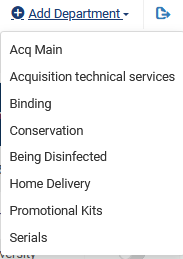 Add Department
Acq Main
Acquisition technical services
Binding
Conservation
Being Disinfected
Home Delivery
Promotional Kits
Serials